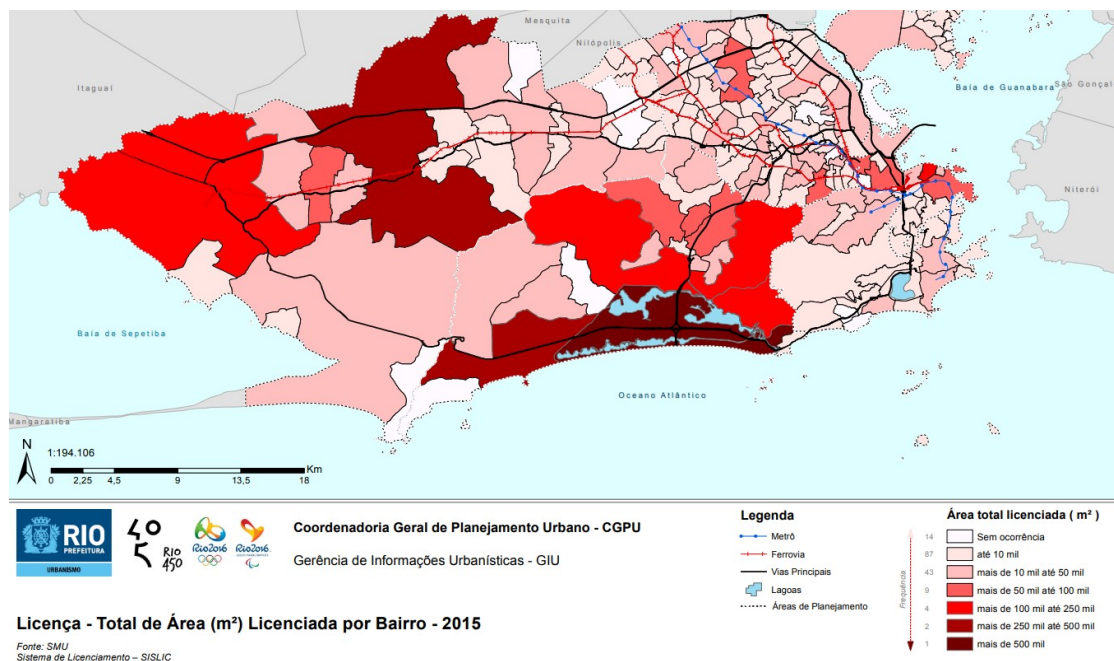 Mesquita
Nilópolis
Itaguaí
Baía de Guanabara
São Gonçal
Niterói
Baía de Sepetiba
Oceano Atlântico
Mangaratiba
N
1:194.106
Km
0 2,25 4,5 9 13,5 18
RIO
PREFEITURA
URBANISMO
450
RIO
450
Rio2016
Rio2016
Coordenadoria Geral de Planejamento Urbano - CGPU
Gerência de Informações Urbanísticas - GIU
Licença - Total de Área (m²) Licenciada por Bairro - 2015
Fonte: SMU
Sistema de Licenciamento – SISLIC
Legenda
Metrô
Ferrovia
Vias Principais
Lagoas
Áreas de Planejamento
Frequência
Área total licenciada ( m² )
14 Sem ocorrência
87 até 10 mil
43 mais de 10 mil até 50 mil
9 mais de 50 mil até 100 mil
4 mais de 100 mil até 250 mil
2 mais de 250 mil até 500 mil
1 mais de 500 mil